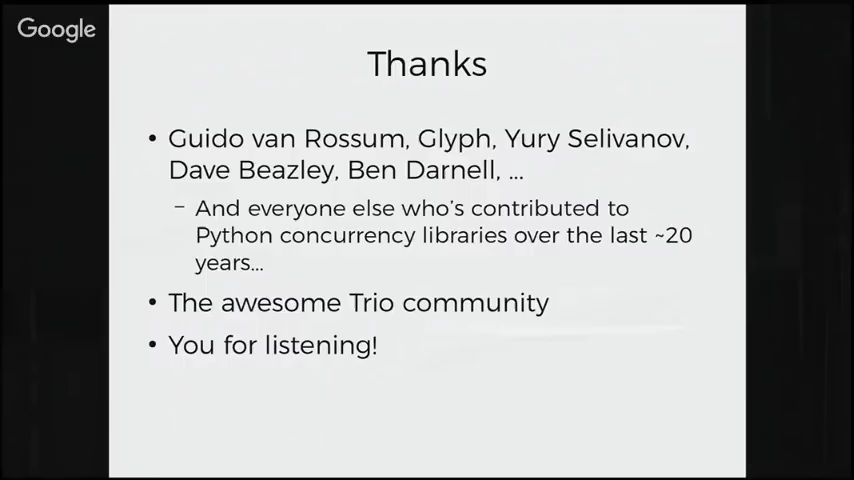 Google
Thanks
• Guido van Rossum, Glyph, Yury Selivanov,
Dave Beazley, Ben Darnell, ...
– And everyone else who's contributed to
Python concurrency libraries over the last ~20
years...
• The awesome Trio community
• You for listening!